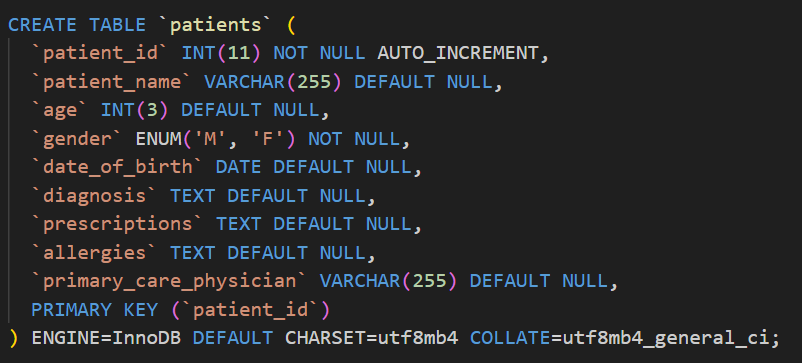 CREATE TABLE `patients` (
  `patient_id` INT(11) NOT NULL AUTO_INCREMENT,
  `patient_name` VARCHAR(255) DEFAULT NULL,
  `age` INT(3) DEFAULT NULL,
  `gender` ENUM('M', 'F') NOT NULL,
  `date_of_birth` DATE DEFAULT NULL,
  `diagnosis` TEXT DEFAULT NULL,
  `prescriptions` TEXT DEFAULT NULL,
  `allergies` TEXT DEFAULT NULL,
  `primary_care_physician` VARCHAR(255) DEFAULT NULL,
  PRIMARY KEY (`patient_id`)
) ENGINE=InnoDB DEFAULT CHARSET=utf8mb4 COLLATE=utf8mb4_general_ci;